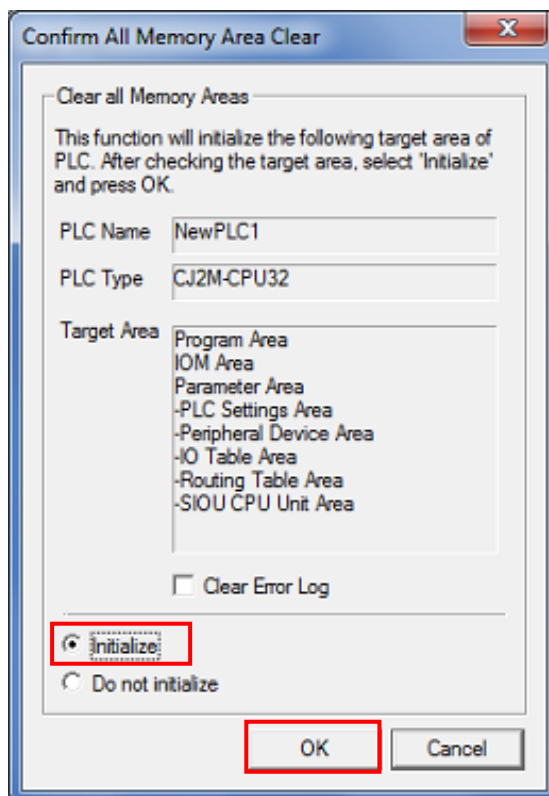 Confirm All Memory Area Clear
Clear all Memory Areas
This function will initialize the following target area of
PLC. After checking the target area, select 'Initialize'
and press OK.
PLC Name NewPLC1
PLC Type CJ2M-CPU32
Target Area Program Area
IOM Area
Parameter Area
-PLC Settings Area
-Peripheral Device Area
-IO Table Area
-Routing Table Area
-SIOU CPU Unit Area
Clear Error Log
Initialize
Do not initialize
OK Cancel